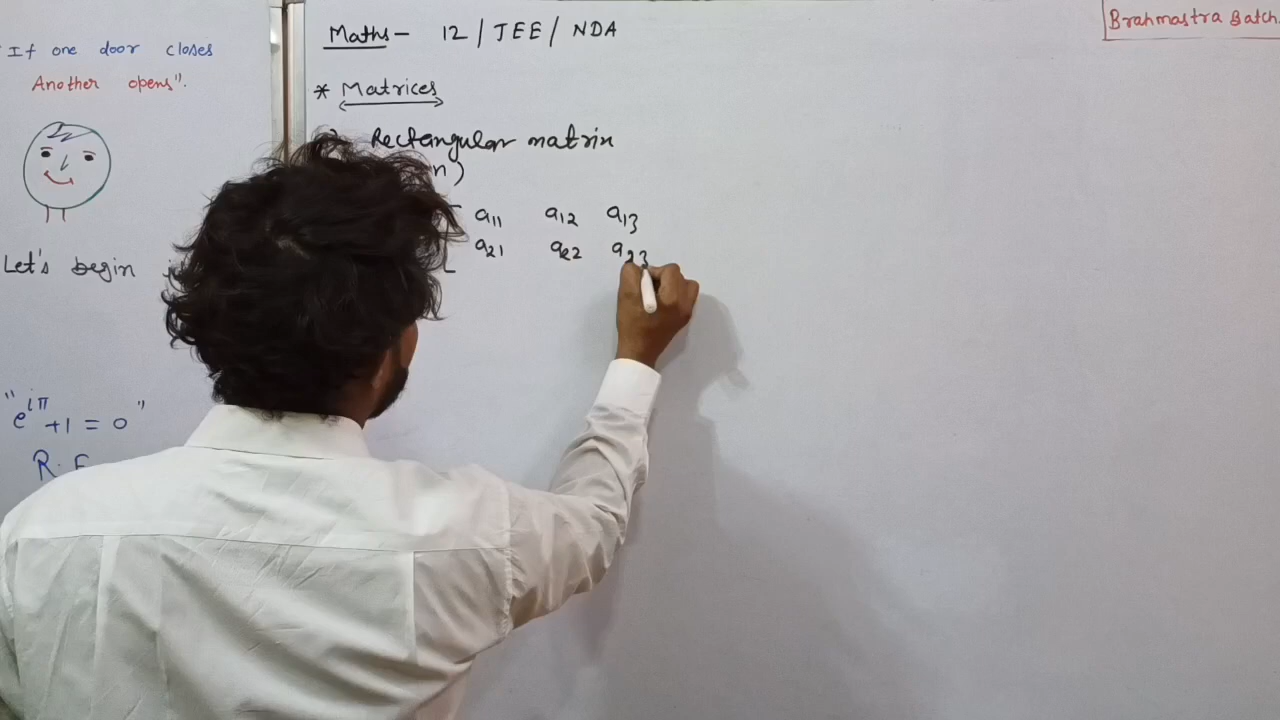 "If one door closes
Another opens".
Let's begin
"e^{iπ} +1 = 0"
R.
Maths - 12 / JEE / NDA
* Matrices
Rectangular matrix
n)
a₁₁ a₁₂ a₁₃
a₂₁ a₂₂ a₂₃
Brahmastra Batch